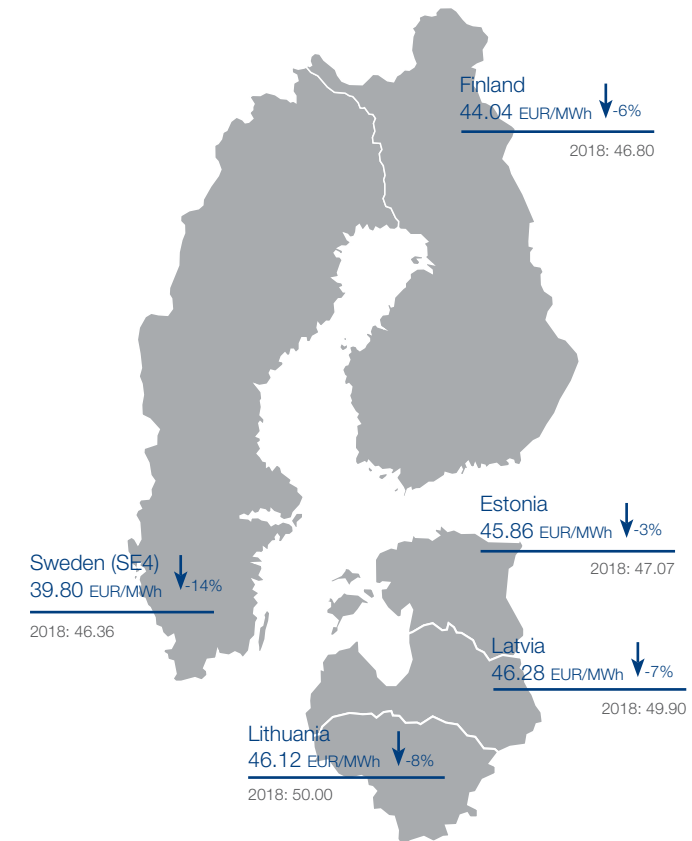 Finland
44.04 EUR/MWh -6%
2018: 46.80
Estonia
45.86 EUR/MWh -3%
2018: 47.07
Sweden (SE4)
39.80 EUR/MWh -14%
2018: 46.36
Latvia
46.28 EUR/MWh -7%
2018: 49.90
Lithuania
46.12 EUR/MWh -8%
2018: 50.00